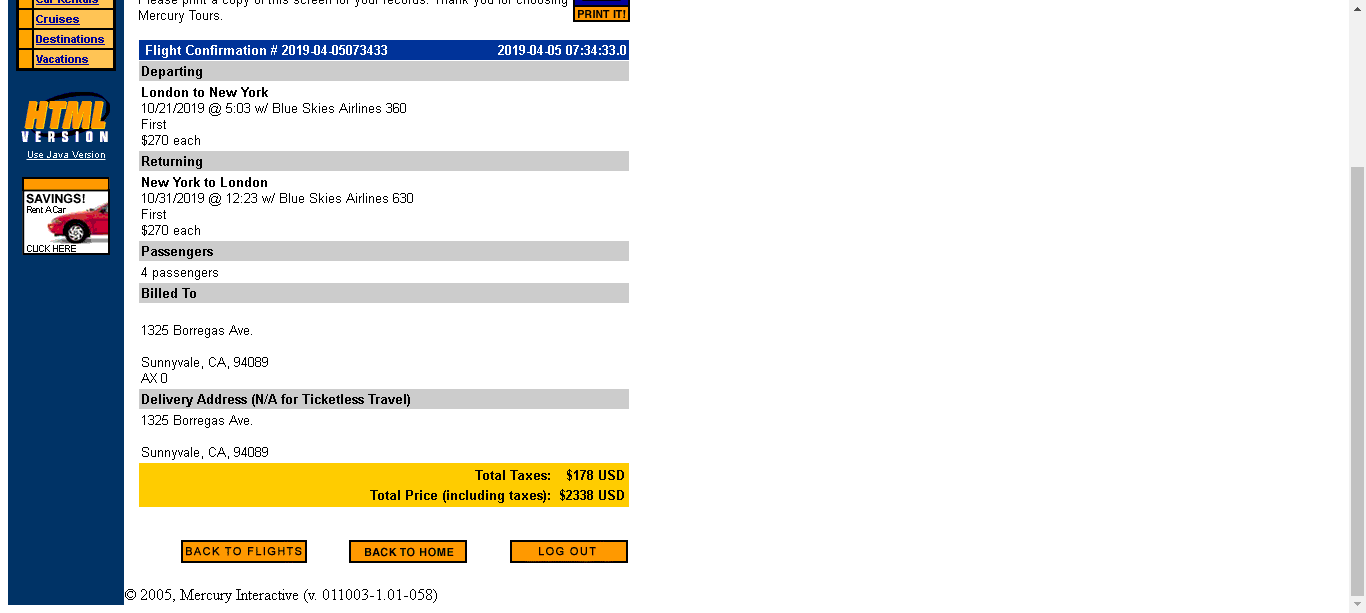 Car Rentals
Cruises
Destinations
Vacations
HTML
VERSION
Use Java Version
SAVINGS!
Rent A Car
CLICK HERE
Please print a copy of this screen for your records. Thank you for choosing
Mercury Tours.
PRINT IT!
Flight Confirmation # 2019-04-05073433 2019-04-05 07:34:33.0
Departing
London to New York
10/21/2019 @ 5:03 w/ Blue Skies Airlines 360
First
$270 each
Returning
New York to London
10/31/2019 @ 12:23 w/ Blue Skies Airlines 630
First
$270 each
Passengers
4 passengers
Billed To
1325 Borregas Ave.
Sunnyvale, CA, 94089
AX 0
Delivery Address (N/A for Ticketless Travel)
1325 Borregas Ave.
Sunnyvale, CA, 94089
Total Taxes: $178 USD
Total Price (including taxes): $2338 USD
BACK TO FLIGHTS BACK TO HOME LOG OUT
© 2005, Mercury Interactive (v. 011003-1.01-058)